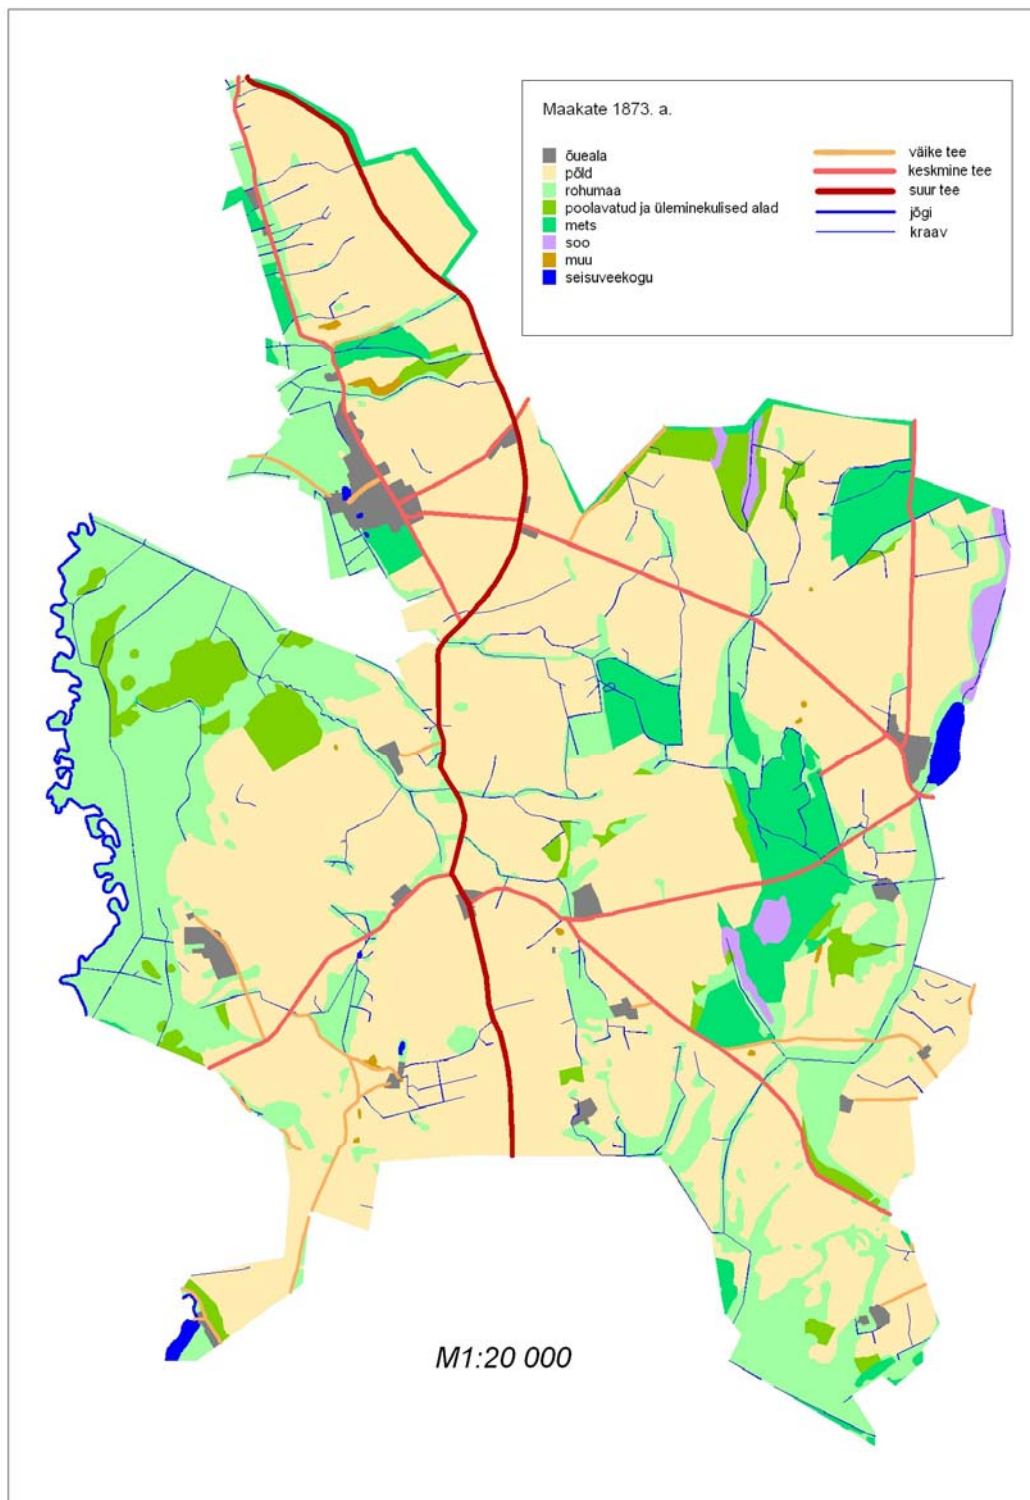 Maakate 1873. a.
õueala
põld
rohumaa
poolavatud ja üleminekulised alad
mets
soo
muu
seisuveekogu
väike tee
keskmine tee
suur tee
jõgi
kraav
M1:20 000